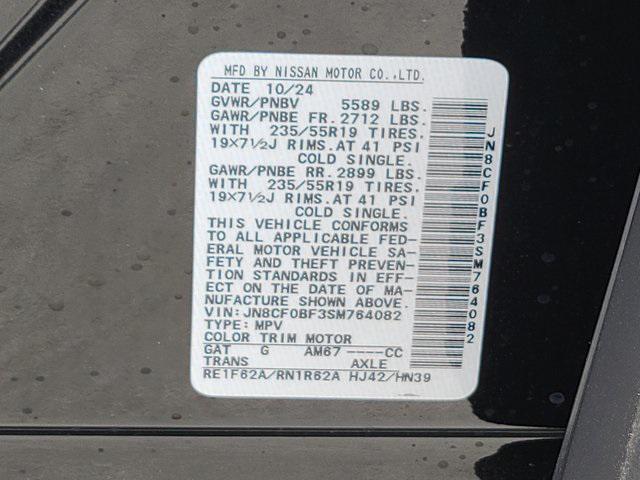 MFD BY NISSAN MOTOR CO.,LTD.
DATE 10/24
GVWR/PNBV 5589 LBS.
GAWR/PNBE FR. 2712 LBS.
WITH 235/55R19 TIRES.
19X7½J RIMS.AT 41 PSI
COLD SINGLE.
GAWR/PNBE RR. 2899 LBS.
WITH 235/55R19 TIRES.
19X7½J RIMS.AT 41 PSI
COLD SINGLE.
THIS VEHICLE CONFORMS
TO ALL APPLICABLE FED-
ERAL MOTOR VEHICLE SA-
FETY AND THEFT PREVEN-
TION STANDARDS IN EFF-
ECT ON THE DATE OF MA-
NUFACTURE SHOWN ABOVE.
VIN: JN8CF0BF3SM764082
TYPE: MPV
COLOR TRIM MOTOR
GAT G AM67 ----CC
TRANS AXLE
RE1F62A/RN1R62A HJ42/HN39
JN8CF0BF3SM764082